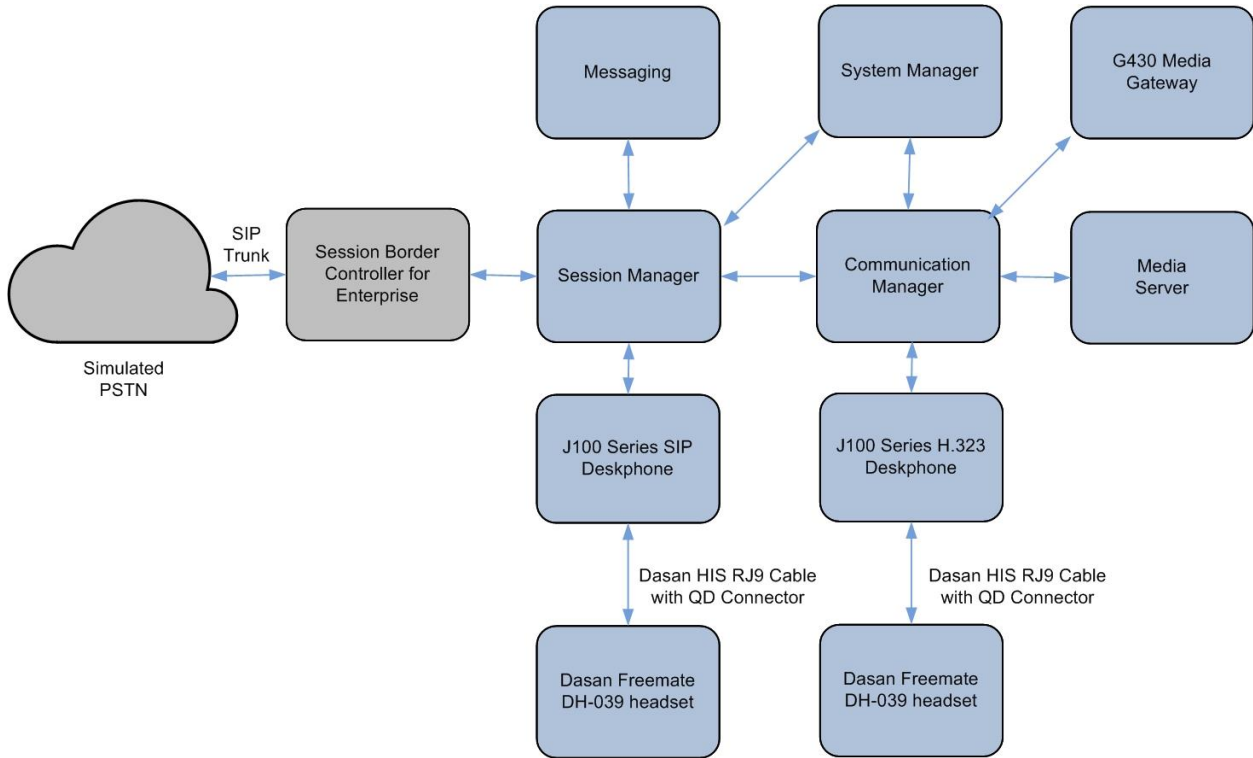 Messaging
System Manager
G430 Media
Gateway
SIP
Trunk
Session Border
Controller for
Enterprise
Session Manager
Communication
Manager
Media
Server
Simulated
PSTN
J100 Series SIP
Deskphone
J100 Series H.323
Deskphone
Dasan HIS RJ9 Cable
with QD Connector
Dasan HIS RJ9 Cable
with QD Connector
Dasan Freemate
DH-039 headset
Dasan Freemate
DH-039 headset